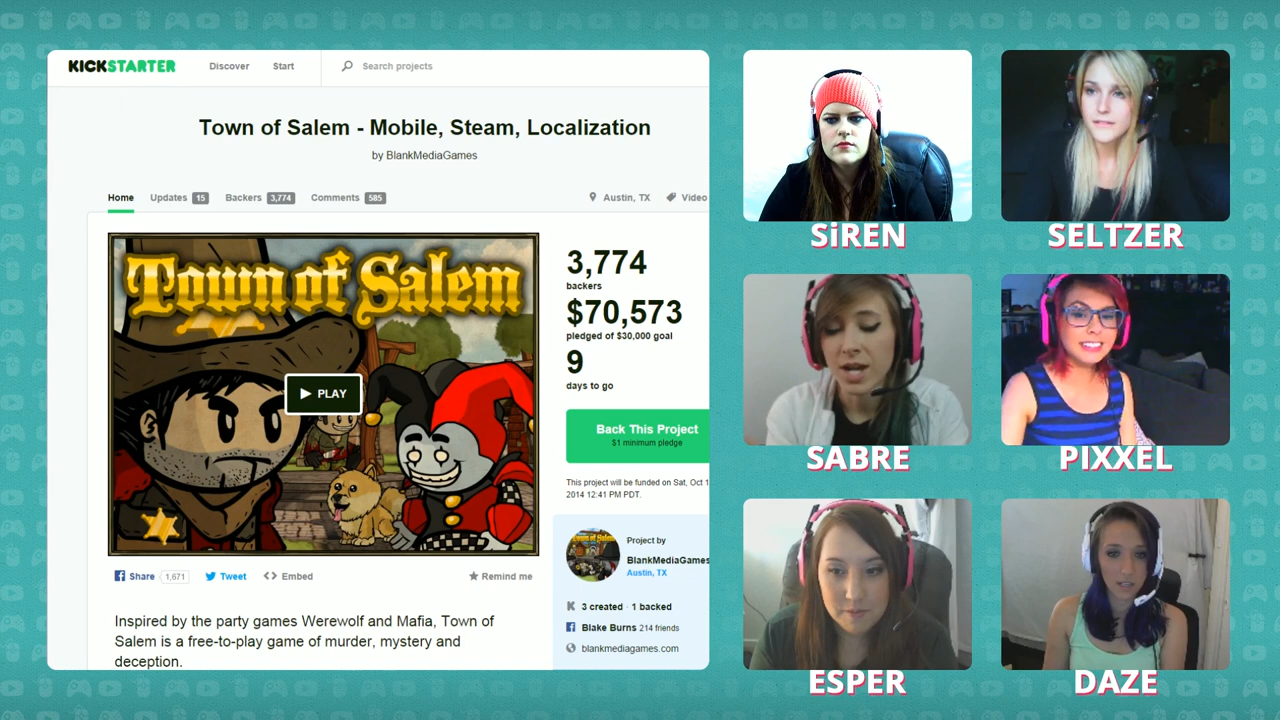 KICKSTARTER
Discover
Start
Search projects
Town of Salem - Mobile, Steam, Localization
by BlankMediaGames
Home
Updates 15
Backers 3,774
Comments 585
Austin, TX
Video
Town of Salem
PLAY
3,774
backers
$70,573
pledged of $30,000 goal
9
days to go
Back This Project
$1 minimum pledge
This project will be funded on Sat, Oct 1
2014 12:41 PM PDT.
Share 1,671
Tweet
Embed
Remind me
Town of Salem
Project by
BlankMediaGames
Austin, TX
3 created · 1 backed
Blake Burns 214 friends
blankmediagames.com
Inspired by the party games Werewolf and Mafia, Town of
Salem is a free-to-play game of murder, mystery and
deception.
SiREN
SELTZER
SABRE
PIXXEL
ESPER
DAZE